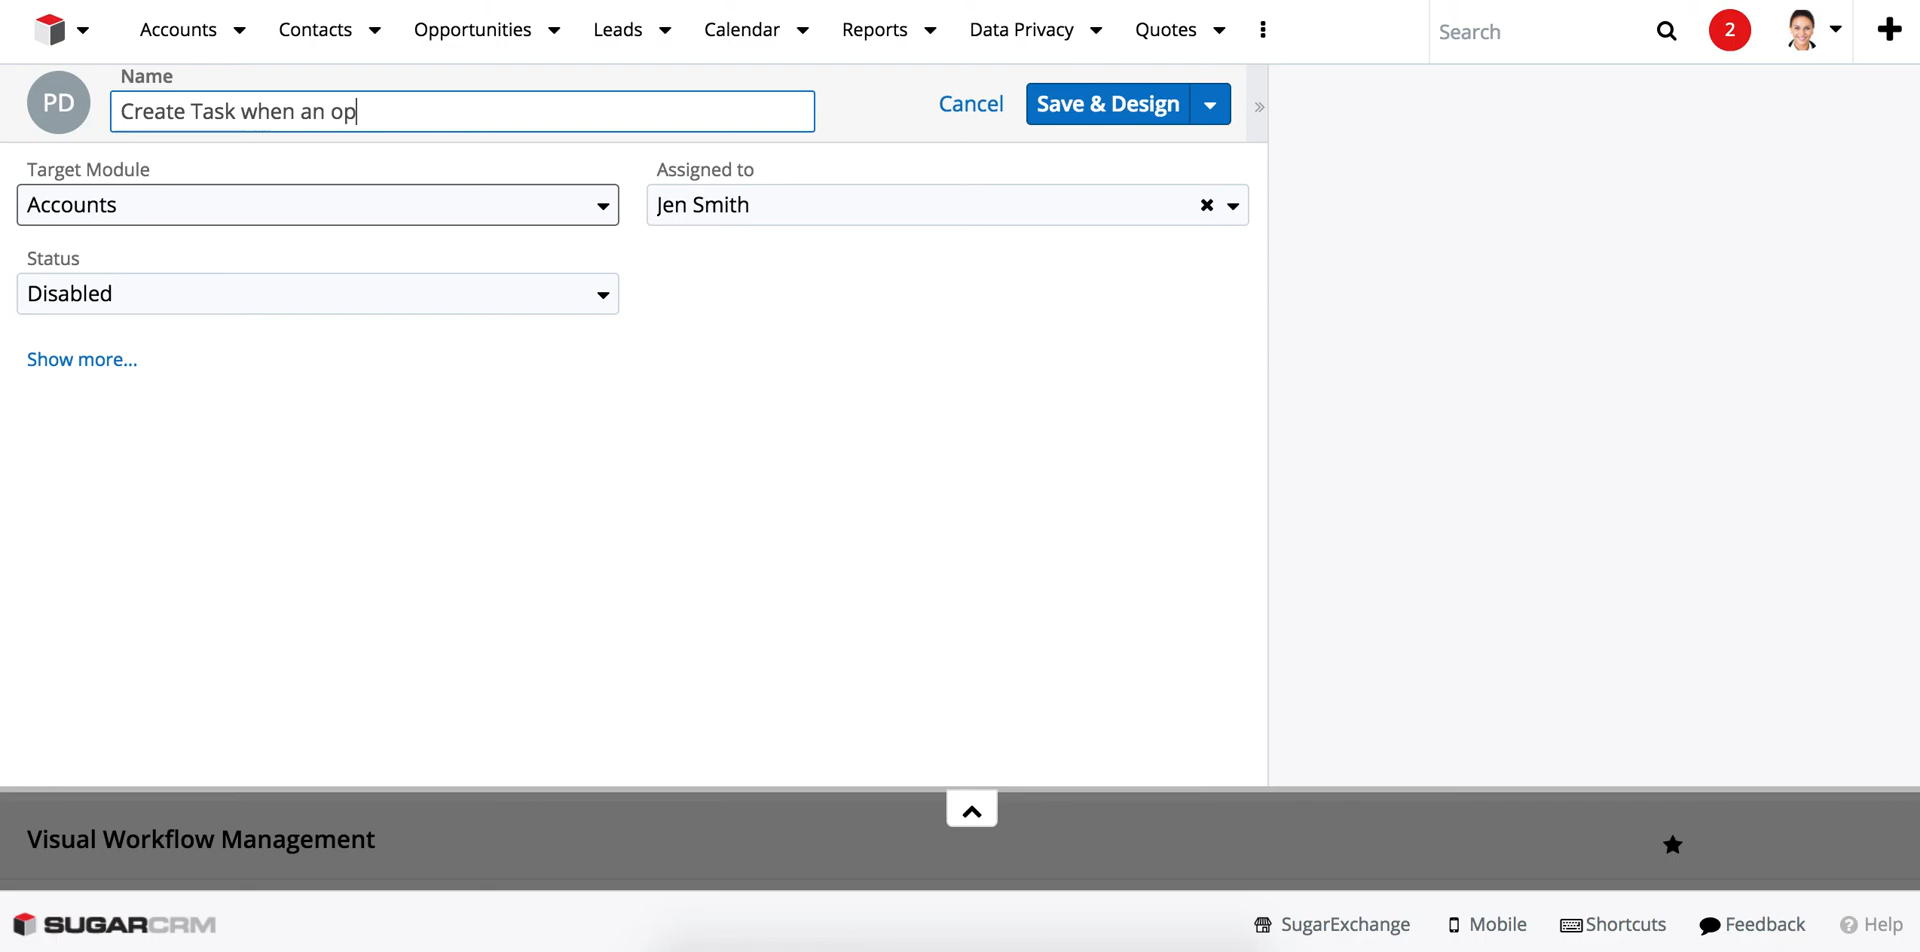 Accounts Contacts Opportunities Leads Calendar Reports Data Privacy Quotes Search 2
PD
Name
Create Task when an op
Cancel Save & Design »
Target Module Assigned to
Accounts Jen Smith
Status
Disabled
Show more...
Visual Workflow Management
SUGARCRM SugarExchange Mobile Shortcuts Feedback ? Help